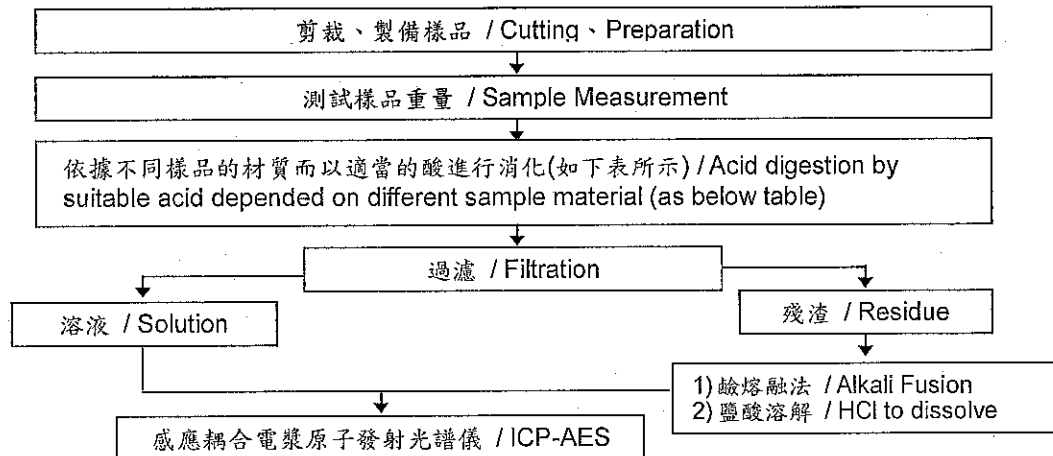 剪裁、製備樣品 / Cutting、Preparation
測試樣品重量 / Sample Measurement
依據不同樣品的材質而以適當的酸進行消化(如下表所示) / Acid digestion by
suitable acid depended on different sample material (as below table)
過濾 / Filtration
溶液 / Solution
殘渣 / Residue
1) 鹼熔融法 / Alkali Fusion
2) 鹽酸溶解 / HCl to dissolve
感應耦合電漿原子發射光譜儀 / ICP-AES